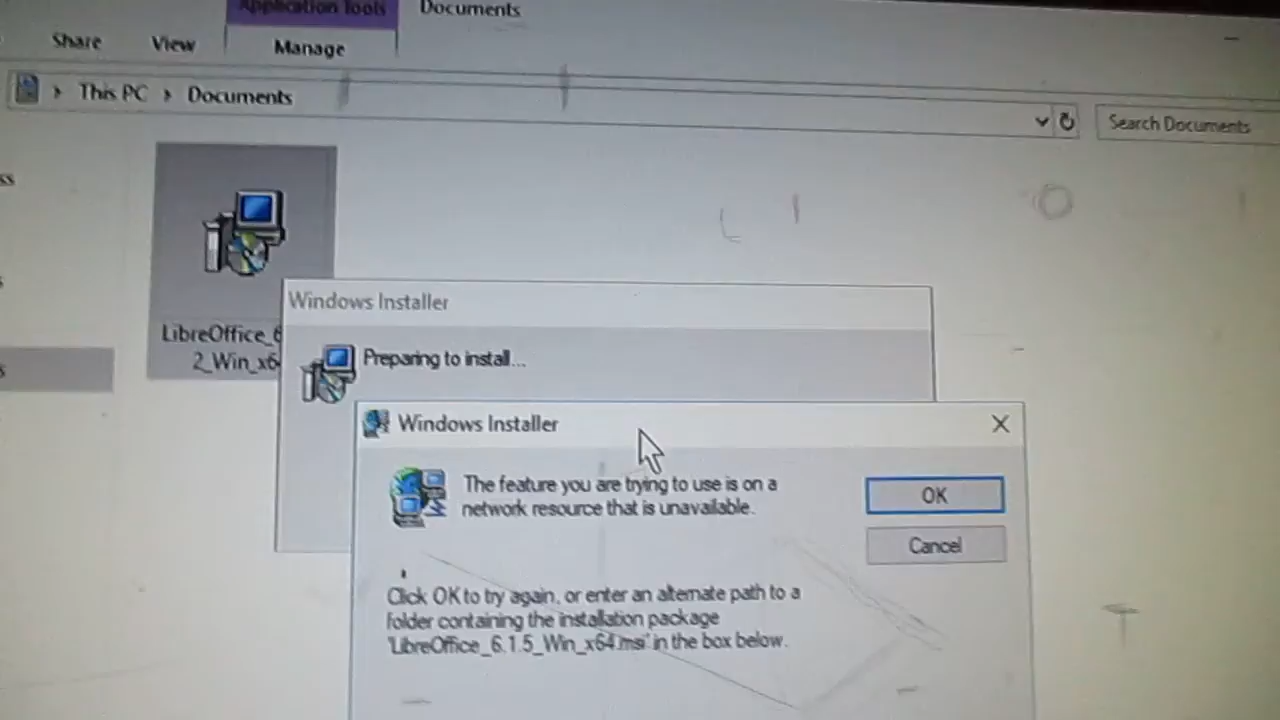 Application Tools
Documents
Share
View
Manage
This PC > Documents
Search Documents
LibreOffice_6
2_Win_x6
Windows Installer
Preparing to install...
Windows Installer
The feature you are trying to use is on a
network resource that is unavailable.
OK
Cancel
Click OK to try again, or enter an alternate path to a
folder containing the installation package
'LibreOffice_6.1.5_Win_x64.msi' in the box below.